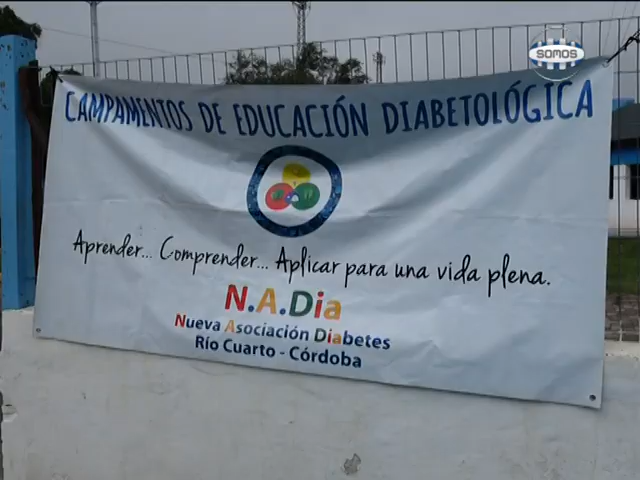 SOMOS
CAMPAMENTOS DE EDUCACIÓN DIABETOLÓGICA
Aprender... Comprender... Aplicar para una vida plena.
N.A.Dia
Nueva Asociación Diabetes
Río Cuarto - Córdoba